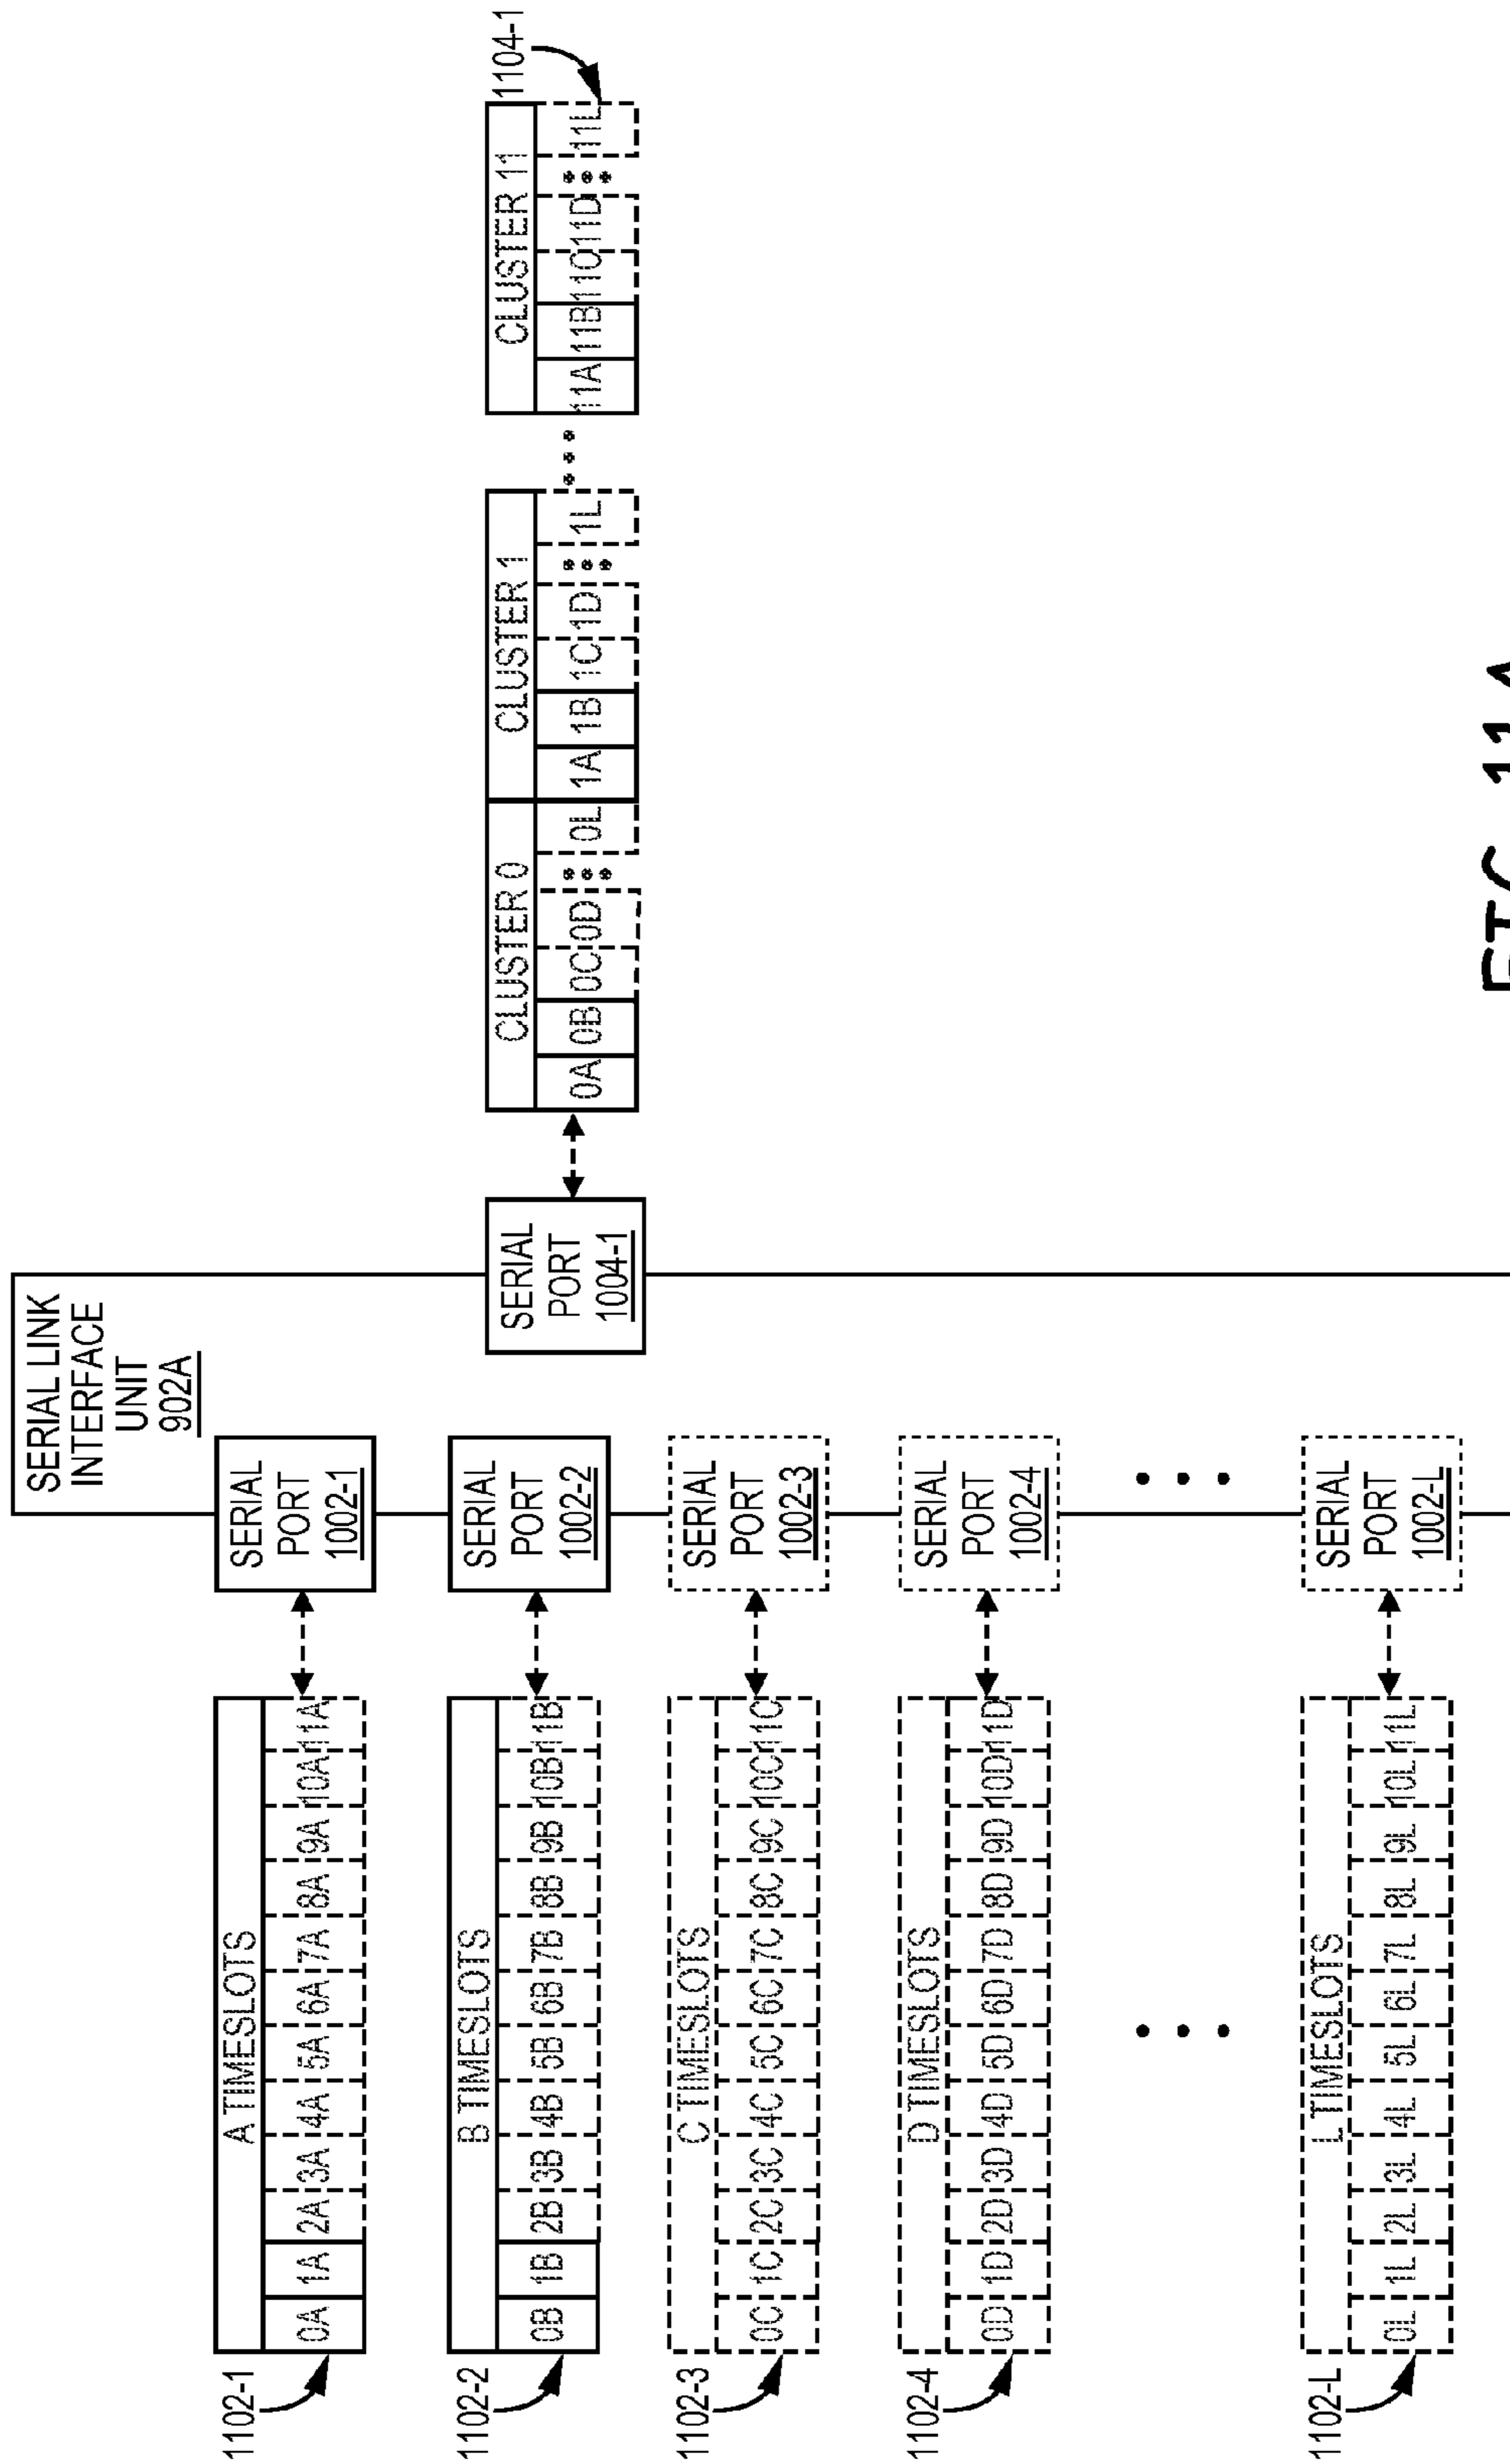 SERIAL LINK
INTERFACE
UNIT
902A
1102-1
A TIMESLOTS
0A 1A 2A 3A 4A 5A 6A 7A 8A 9A 10A 11A
SERIAL
PORT
1002-1
1102-2
B TIMESLOTS
0B 1B 2B 3B 4B 5B 6B 7B 8B 9B 10B 11B
SERIAL
PORT
1002-2
1102-3
C TIMESLOTS
0C 1C 2C 3C 4C 5C 6C 7C 8C 9C 10C 11C
SERIAL
PORT
1002-3
1102-4
D TIMESLOTS
0D 1D 2D 3D 4D 5D 6D 7D 8D 9D 10D 11D
SERIAL
PORT
1002-4
1102-L
L TIMESLOTS
0L 1L 2L 3L 4L 5L 6L 7L 8L 9L 10L 11L
SERIAL
PORT
1002-L
SERIAL
PORT
1004-1
CLUSTER 0 CLUSTER 1 CLUSTER 11
0A 0B 0C 0D 0L 1A 1B 1C 1D 1L 11A 11B 11C 11D 11L
1104-1
FIG. 11A